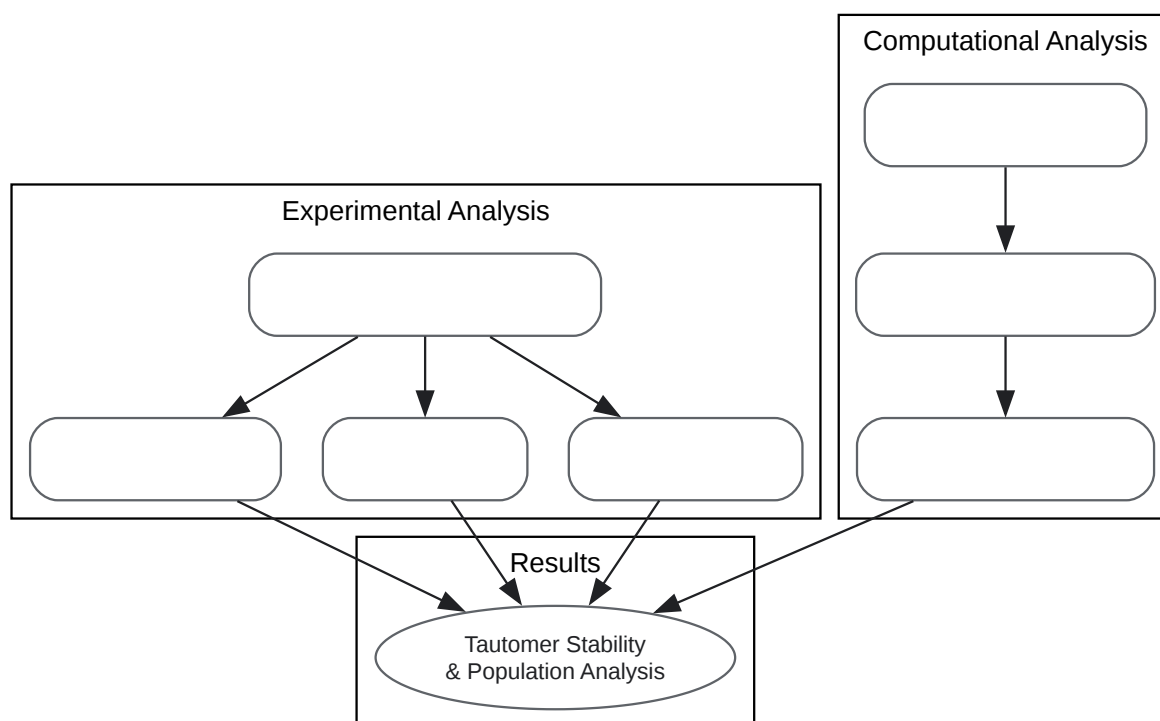 Computational Analysis
Experimental Analysis
Results
Tautomer Stability
& Population Analysis